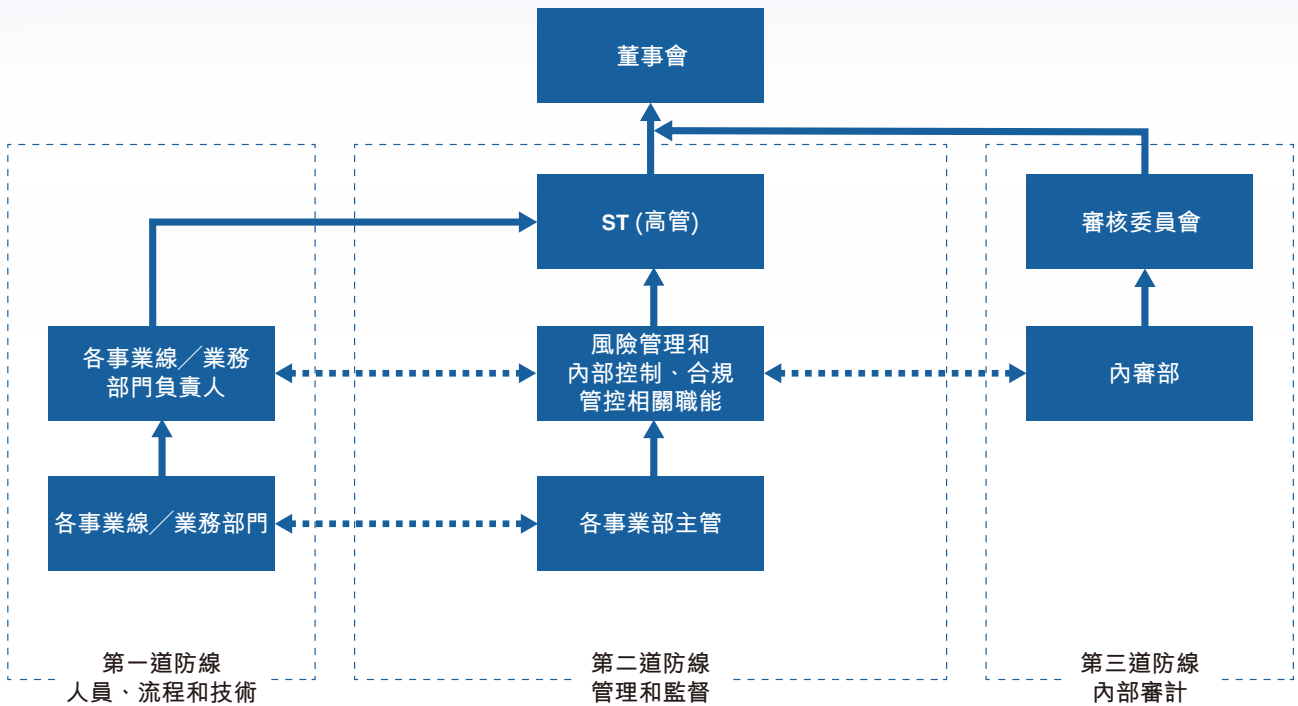 董事會
ST (高管)
審核委員會
各事業線／業務
部門負責人
風險管理和
內部控制、合規
管控相關職能
內審部
各事業線／業務部門
各事業部主管
第一道防線
人員、流程和技術
第二道防線
管理和監督
第三道防線
內部審計